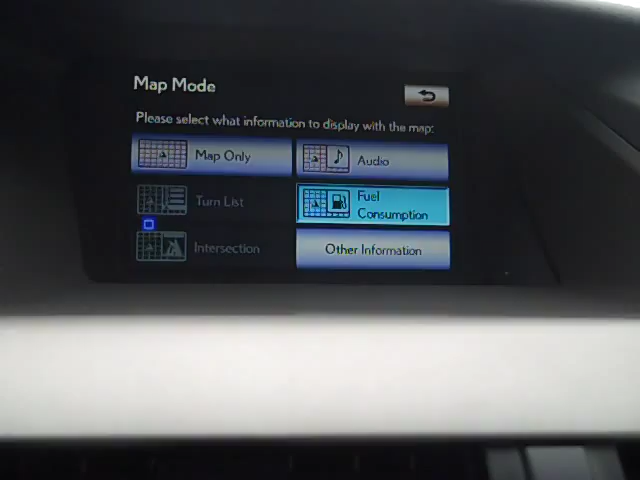 Map Mode
Please select what information to display with the map:
Map Only
Audio
Turn List
Fuel
Consumption
Intersection
Other Information